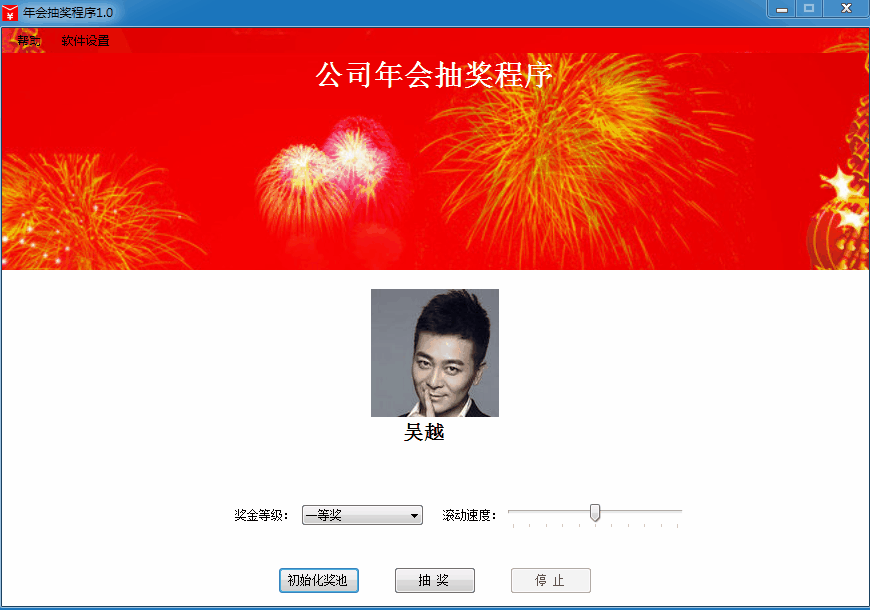 年会抽奖程序1.0
帮助 软件设置
公司年会抽奖程序
吴越
奖金等级： 一等奖 滚动速度：
初始化奖池 抽 奖 停 止